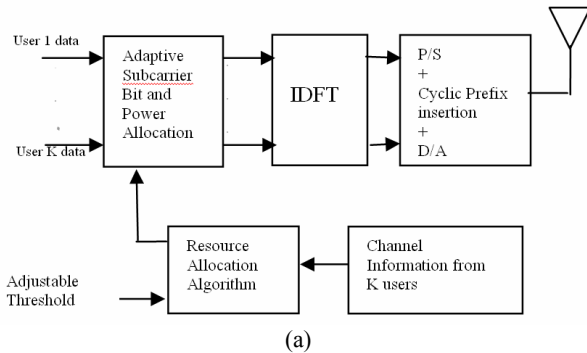 User 1 data
User K data
Adaptive
Subcarrier
Bit and
Power
Allocation
IDFT
P/S
+
Cyclic Prefix
insertion
+
D/A
Adjustable
Threshold
Resource
Allocation
Algorithm
Channel
Information from
K users
(a)